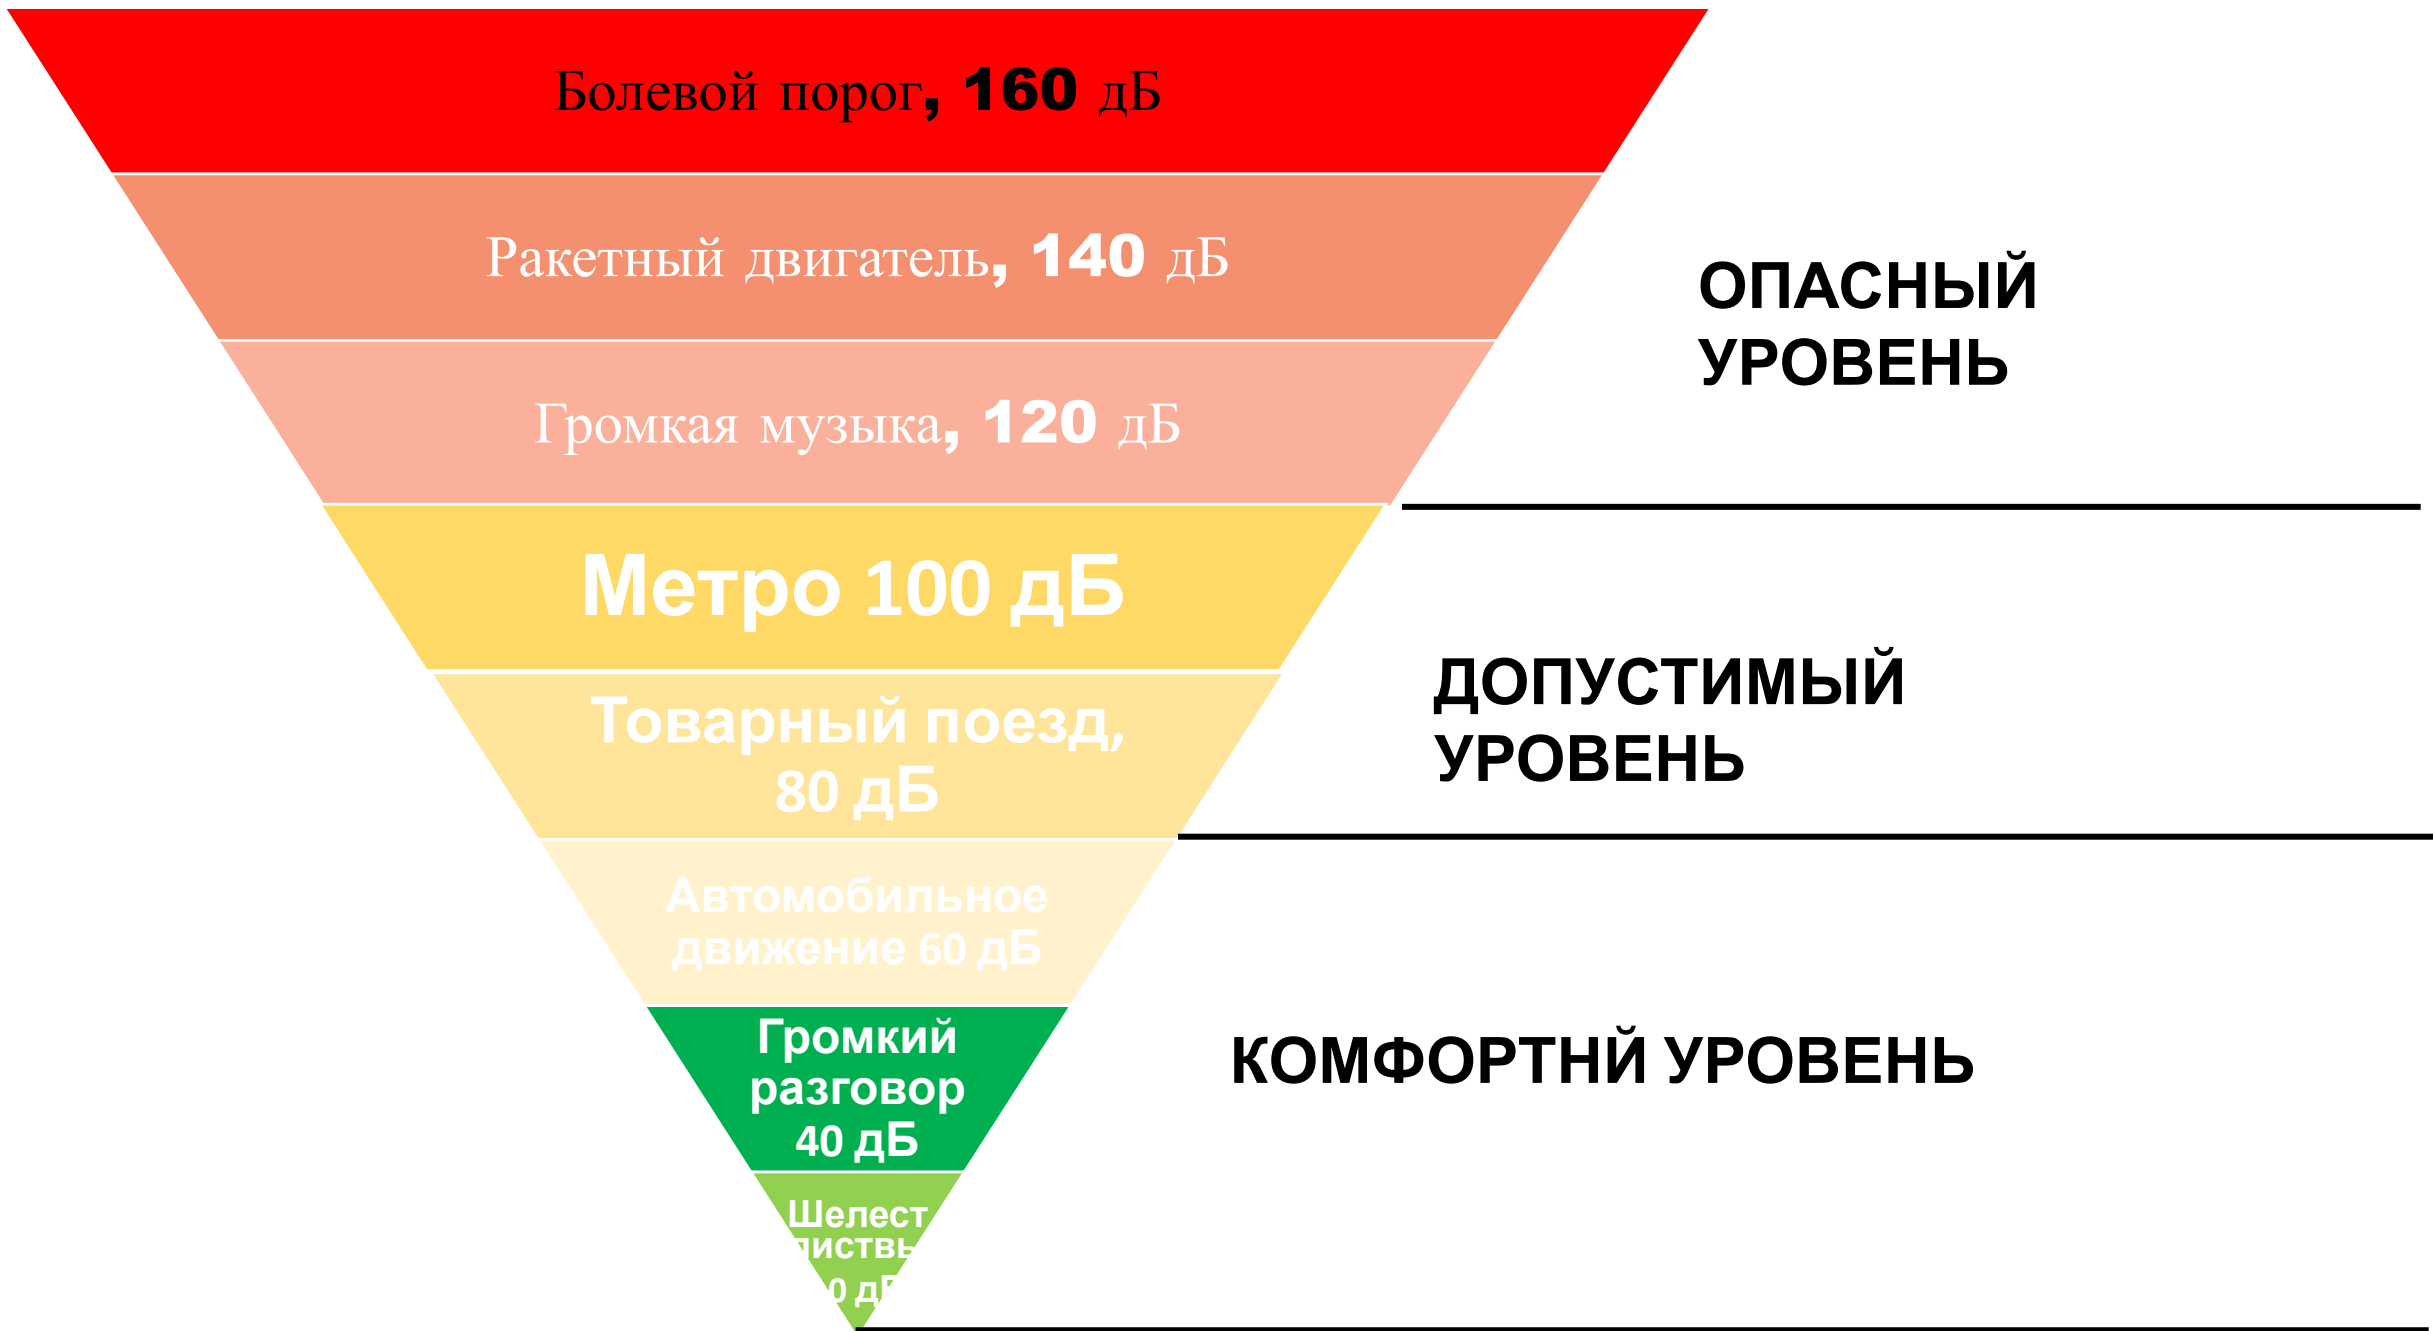 Болевой порог, 160 дБ
Ракетный двигатель, 140 дБ
ОПАСНЫЙ
УРОВЕНЬ
Громкая музыка, 120 дБ
Метро 100 дБ
ДОПУСТИМЫЙ
УРОВЕНЬ
Товарный поезд,
80 дБ
Автомобильное
движение 60 дБ
КОМФОРТНЙ УРОВЕНЬ
Громкий
разговор
40 дБ
Шелест
листвы